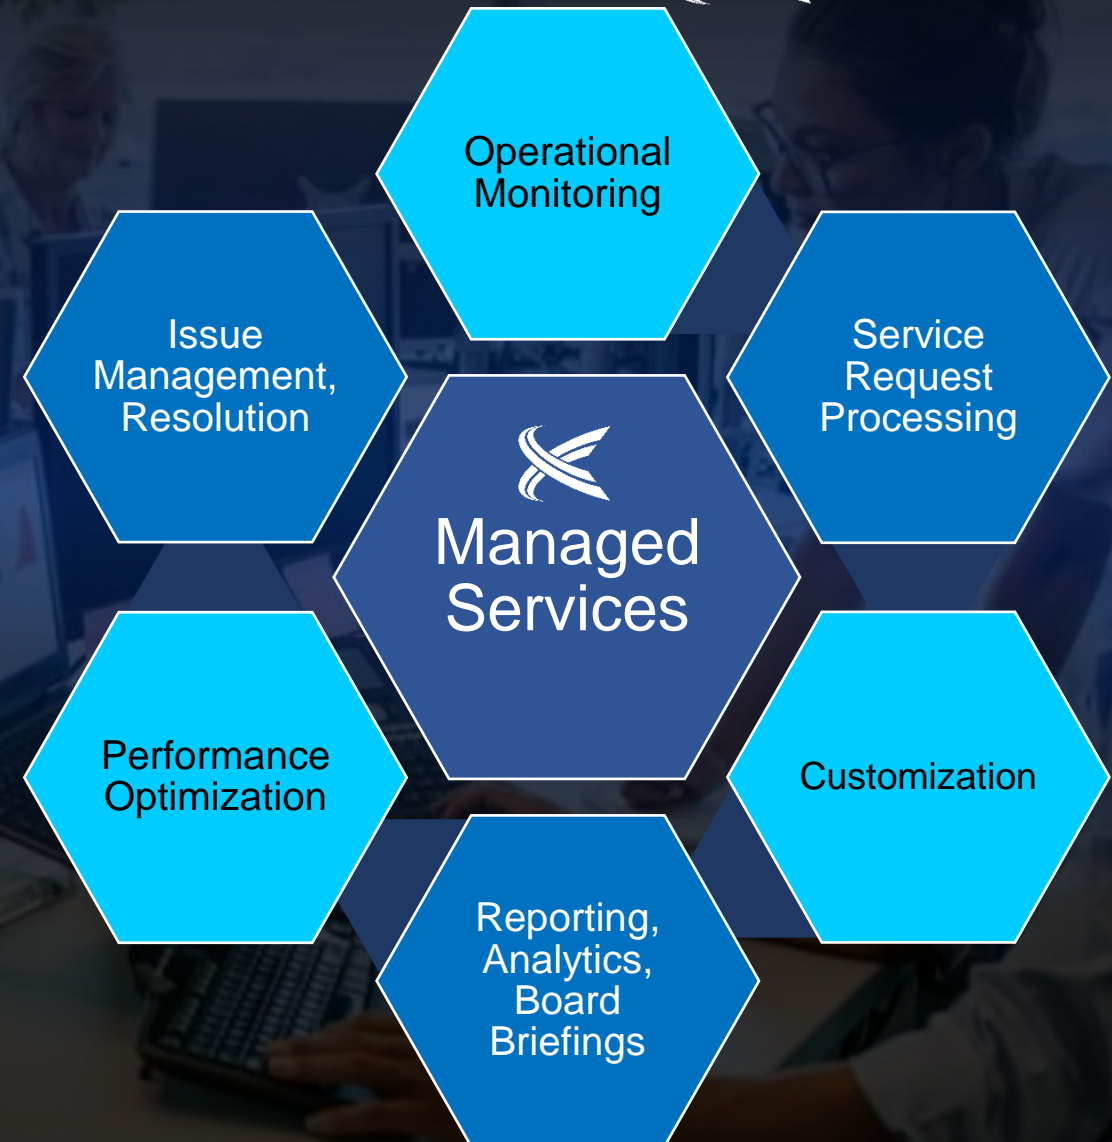 Operational
Monitoring
Issue
Management,
Resolution
Service
Request
Processing
Managed
Services
Performance
Optimization
Customization
Reporting,
Analytics,
Board
Briefings